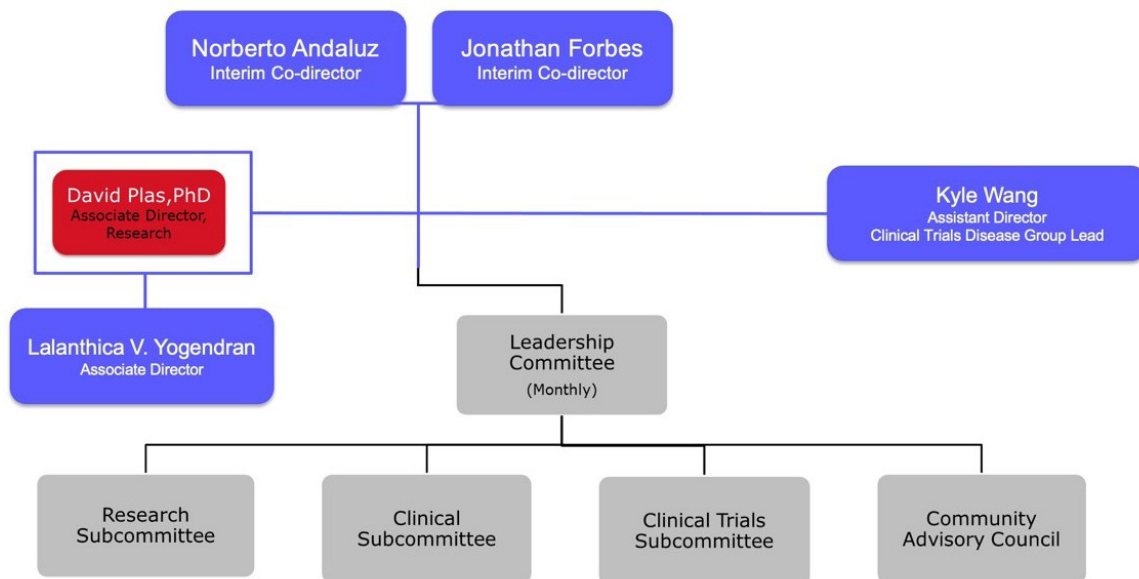 Norberto Andaluz
Interim Co-director
Jonathan Forbes
Interim Co-director
David Plas,PhD
Associate Director,
Research
Kyle Wang
Assistant Director
Clinical Trials Disease Group Lead
Lalanthica V. Yogendran
Associate Director
Leadership
Committee
(Monthly)
Research
Subcommittee
Clinical
Subcommittee
Clinical Trials
Subcommittee
Community
Advisory Council